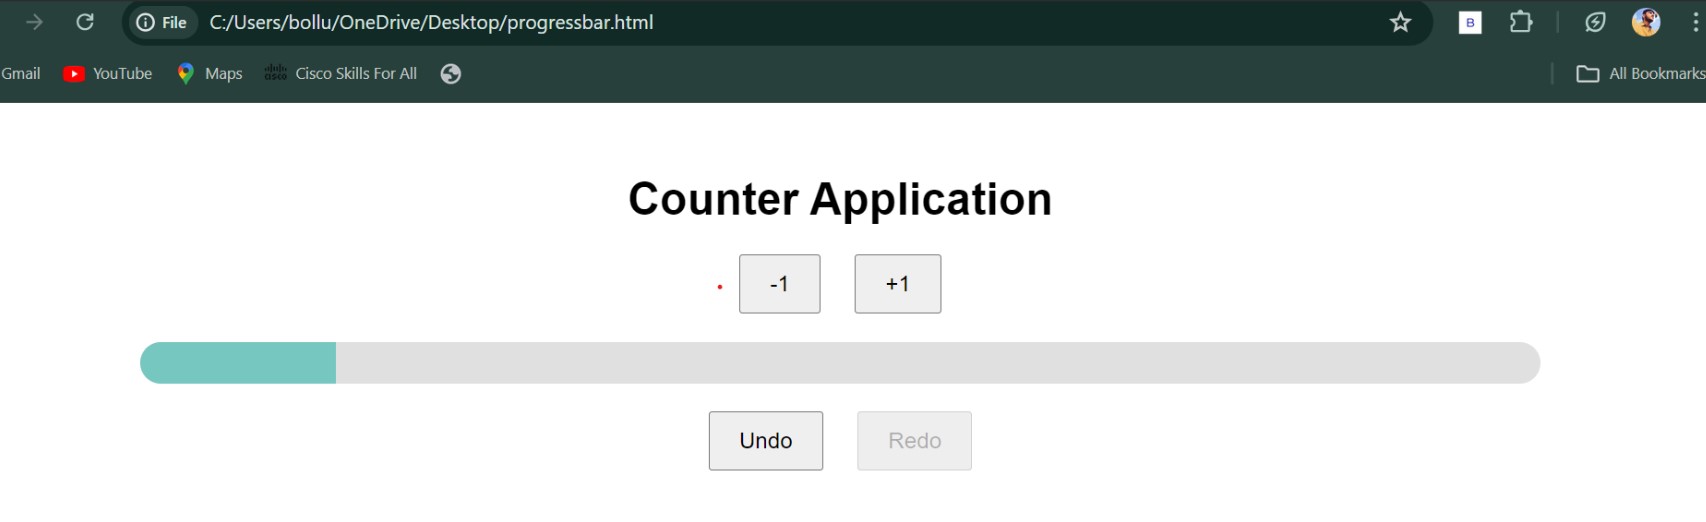 File C:/Users/bollu/OneDrive/Desktop/progressbar.html B
Gmail YouTube Maps cisco Cisco Skills For All All Bookmarks
Counter Application
-1 +1
Undo Redo